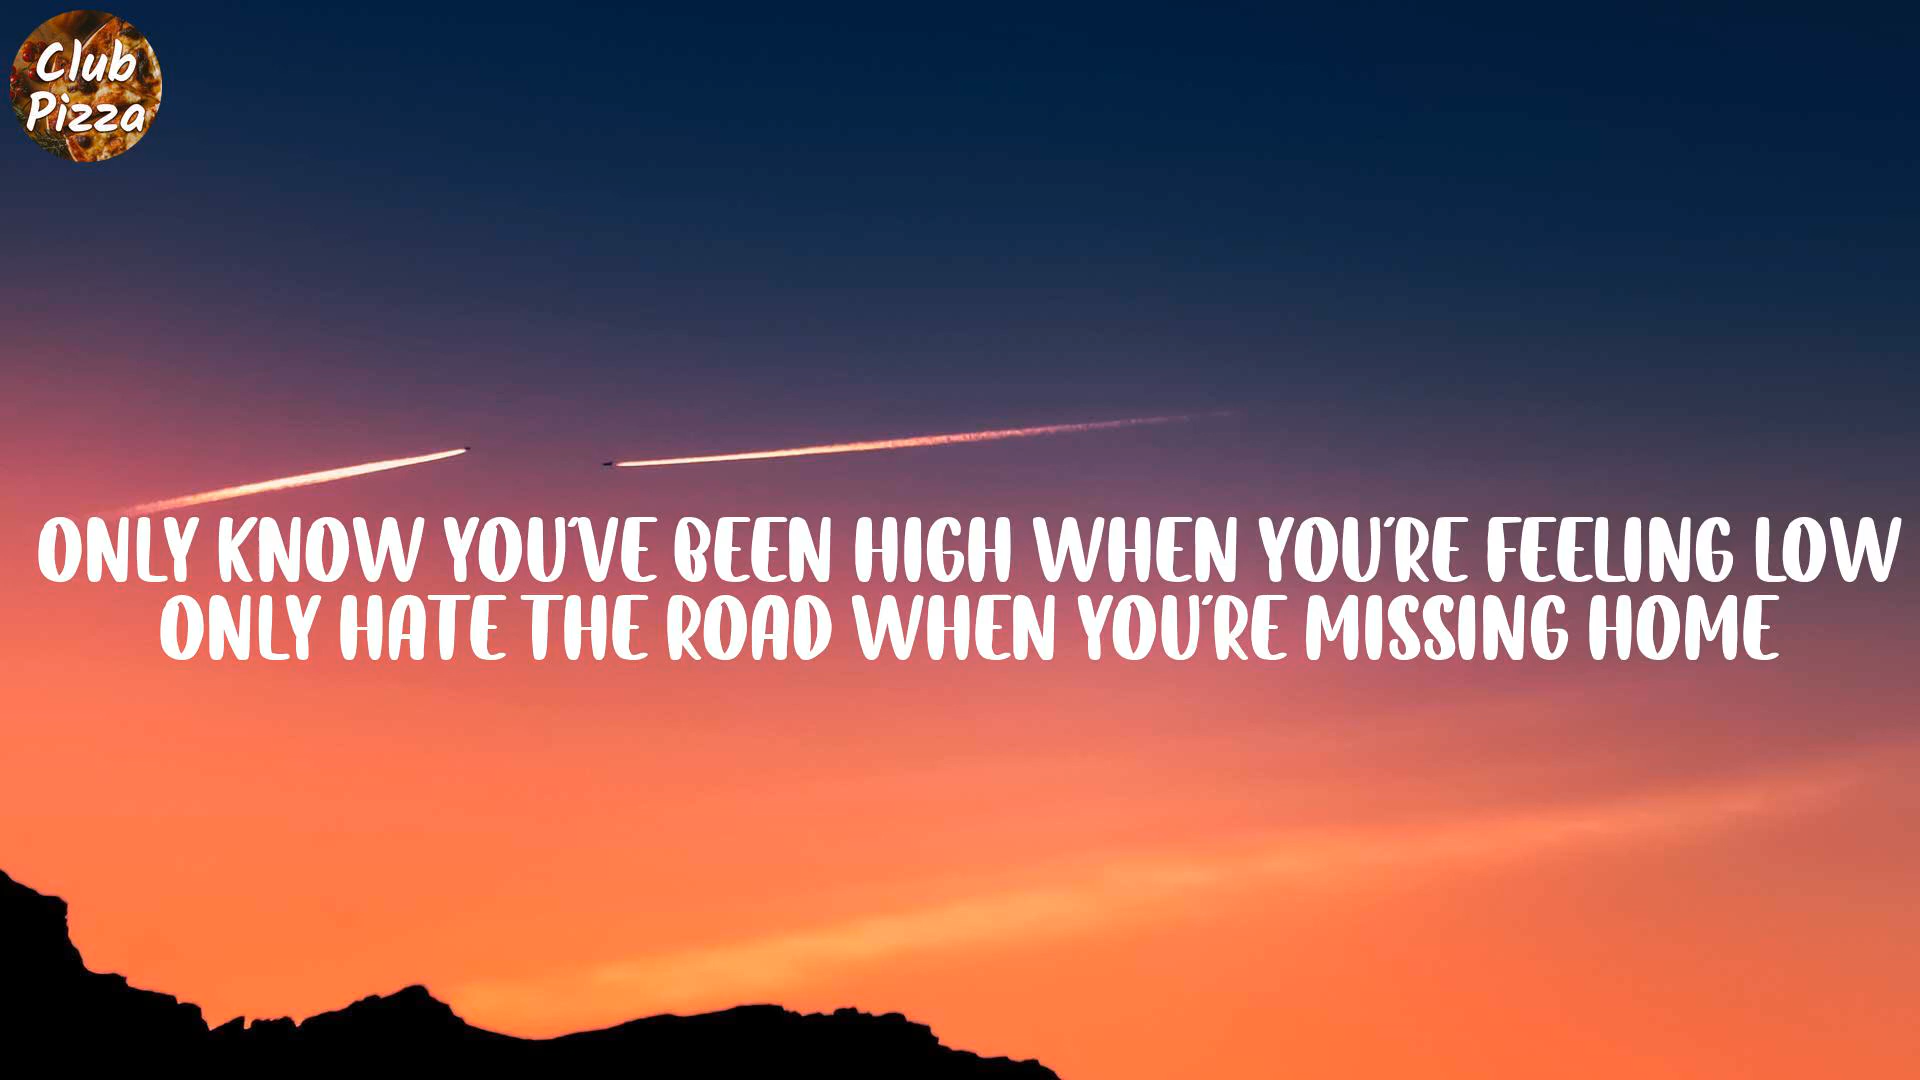 Club
Pizza
ONLY KNOW YOU'VE BEEN HIGH WHEN YOU'RE FEELING LOW
ONLY HATE THE ROAD WHEN YOU'RE MISSING HOME